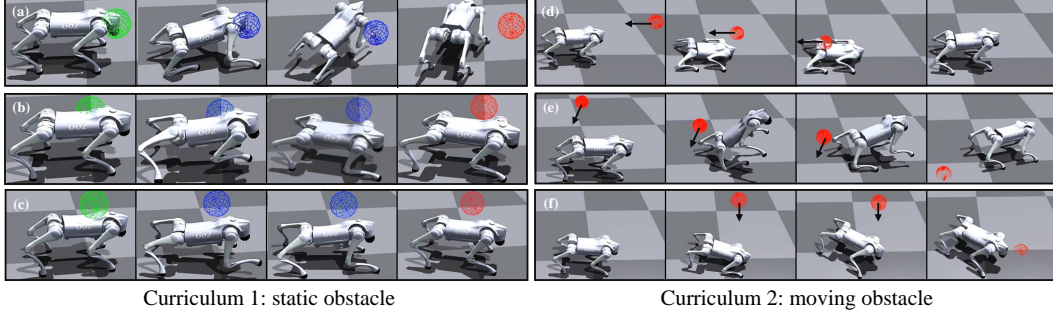 (a)
(d)
(b)
(e)
(c)
(f)
Curriculum 1: static obstacle
Curriculum 2: moving obstacle